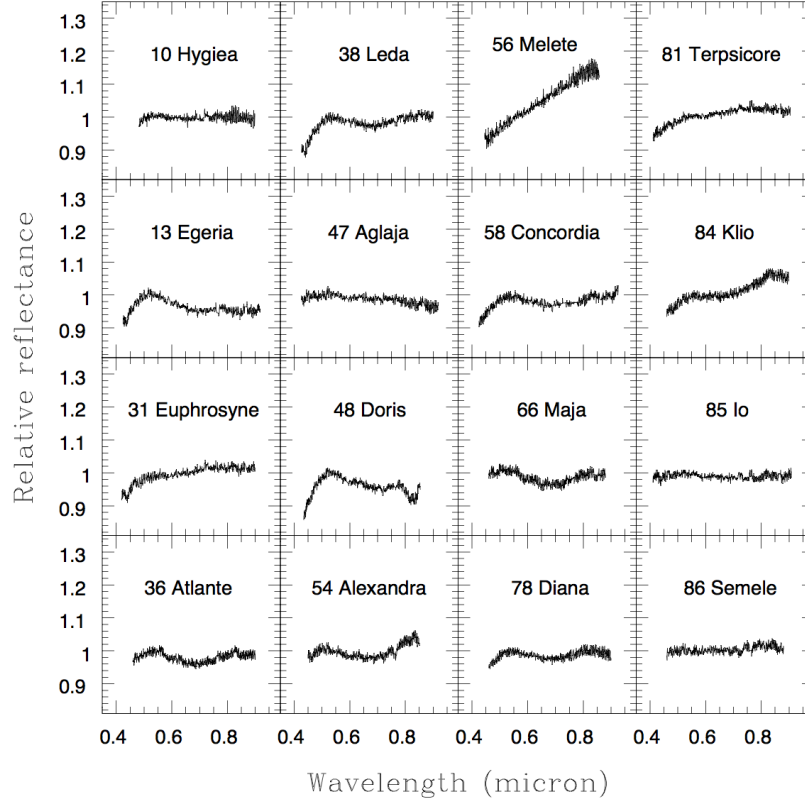 1.3
1.2
1.1
1
0.9
10 Hygiea
38 Leda
56 Melete
81 Terpsicore
1.3
1.2
1.1
1
0.9
13 Egeria
47 Aglaja
58 Concordia
84 Klio
1.3
1.2
1.1
1
0.9
31 Euphrosyne
48 Doris
66 Maja
85 Io
1.3
1.2
1.1
1
0.9
36 Atlante
54 Alexandra
78 Diana
86 Semele
0.4 0.6 0.8 0.4 0.6 0.8 0.4 0.6 0.8 0.4 0.6 0.8
Relative reflectance
Wavelength (micron)